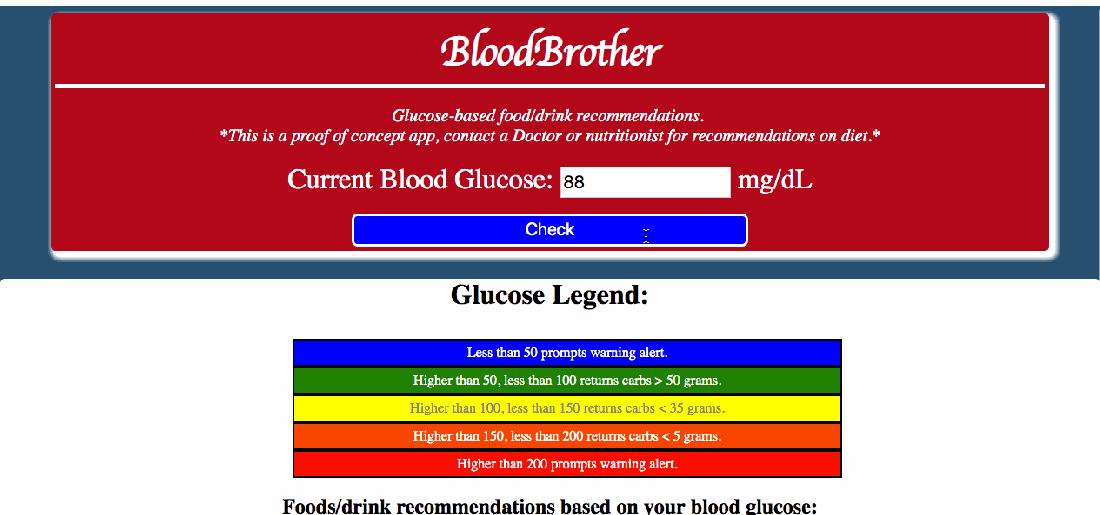 BloodBrother
Glucose-based food/drink recommendations.
*This is a proof of concept app, contact a Doctor or nutritionist for recommendations on diet.*
Current Blood Glucose: 88 mg/dL
Check
Glucose Legend:
Less than 50 prompts warning alert.
Higher than 50, less than 100 returns carbs > 50 grams.
Higher than 100, less than 150 returns carbs < 35 grams.
Higher than 150, less than 200 returns carbs < 5 grams.
Higher than 200 prompts warning alert.
Foods/drink recommendations based on your blood glucose: